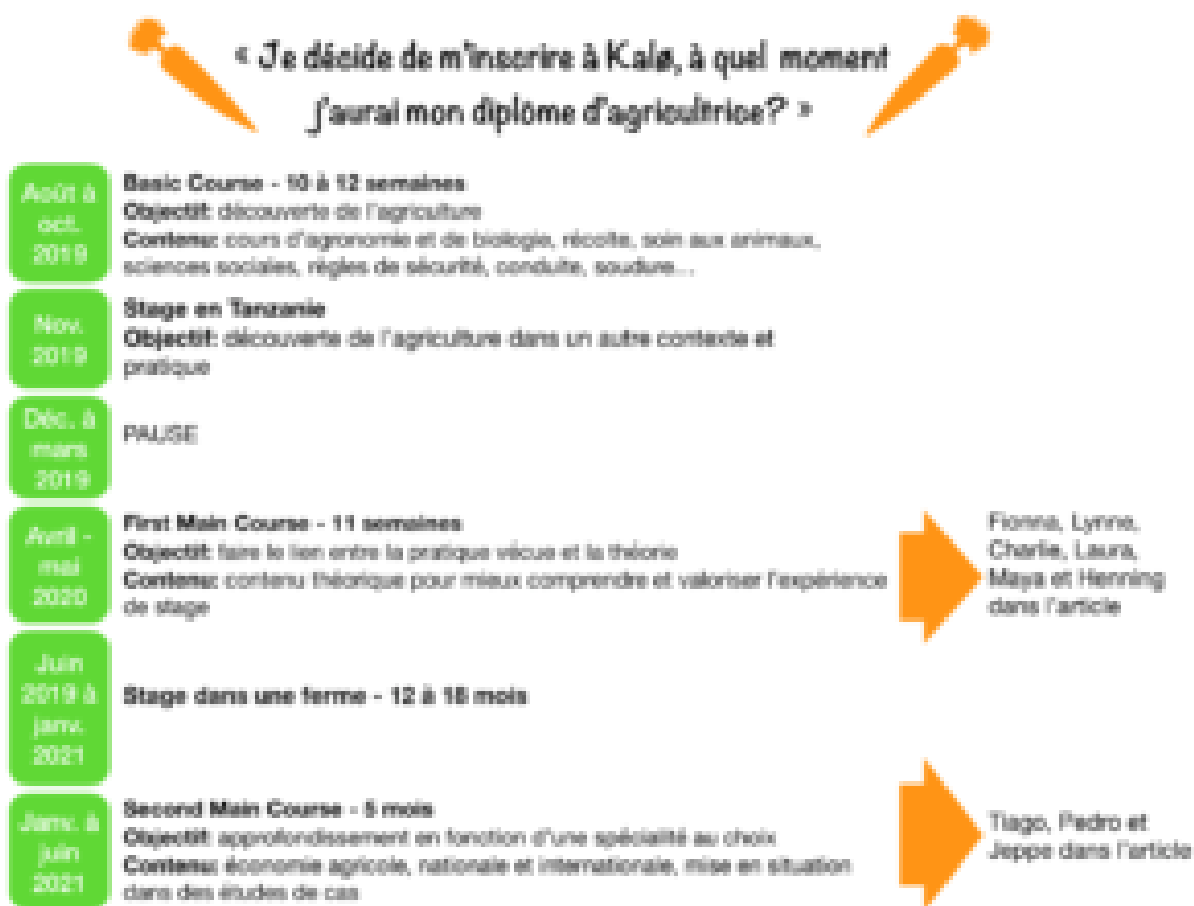 « Je décide de m'inscrire à Kalø, à quel moment
j'aurai mon diplôme d'agricultrice? »
Août à
oct.
2019
Basic Course - 10 à 12 semaines
Objectif: découverte de l'agriculture
Contenu: cours d'agronomie et de biologie, récolte, soin aux animaux,
sciences sociales, règles de sécurité, conduite, soudure...
Nov.
2019
Stage en Tanzanie
Objectif: découverte de l'agriculture dans un autre contexte et
pratique
Déc. à
mars
2019
PAUSE
Avril -
mai
2020
First Main Course - 11 semaines
Objectif: faire le lien entre la pratique vécue et la théorie
Contenu: contenu théorique pour mieux comprendre et valoriser l'expérience
de stage
Fionna, Lynne,
Charlie, Laura,
Maya et Henning
dans l'article
Juin
2019 à
janv.
2021
Stage dans une ferme - 12 à 18 mois
Janv. à
juin
2021
Second Main Course - 5 mois
Objectif: approfondissement en fonction d'une spécialité au choix
Contenu: économie agricole, nationale et internationale, mise en situation
dans des études de cas
Tiago, Pedro et
Jeppe dans l'article